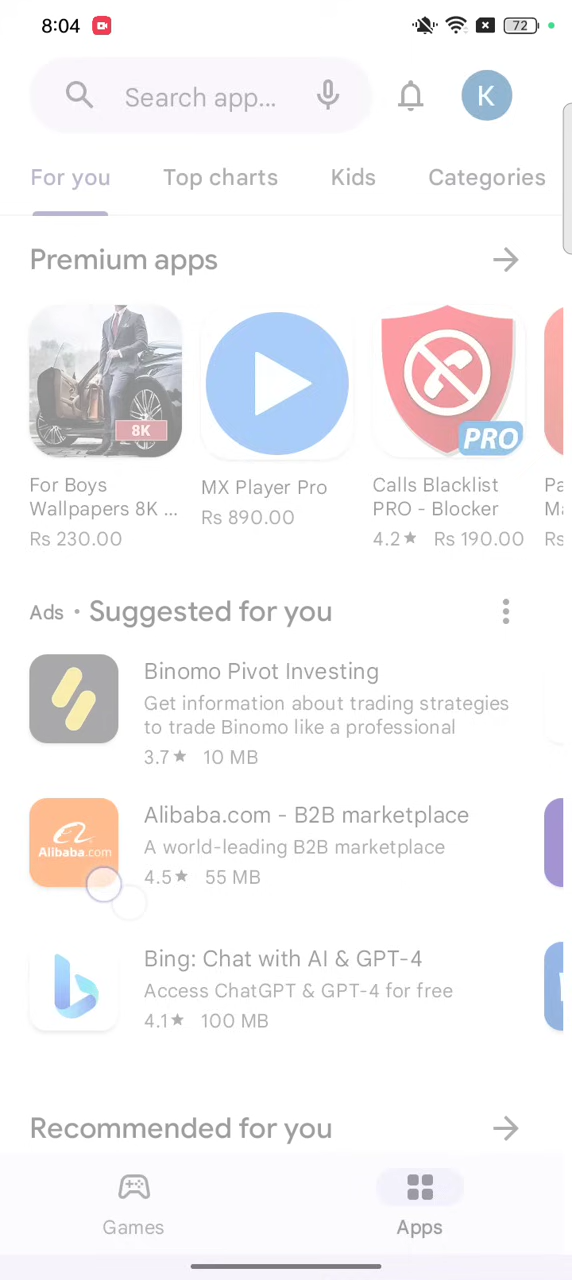 8:04
72
Search app...
K
For you
Top charts
Kids
Categories
Premium apps
8K
For Boys
Wallpapers 8K ...
Rs 230.00
MX Player Pro
Rs 890.00
PRO
Calls Blacklist
PRO - Blocker
4.2★ Rs 190.00
Pa
Rs
Ads • Suggested for you
Binomo Pivot Investing
Get information about trading strategies
to trade Binomo like a professional
3.7★ 10 MB
Alibaba.com
Alibaba.com - B2B marketplace
A world-leading B2B marketplace
4.5★ 55 MB
Bing: Chat with AI & GPT-4
Access ChatGPT & GPT-4 for free
4.1★ 100 MB
Recommended for you
Games
Apps